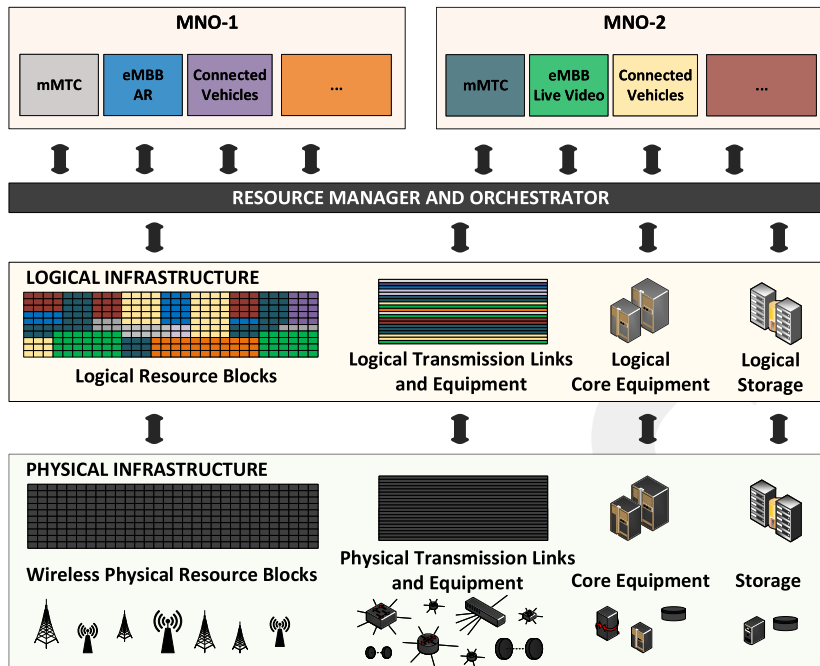 MNO-1
MNO-2
mMTC
eMBB
AR
Connected
Vehicles
...
mMTC
eMBB
Live Video
Connected
Vehicles
...
RESOURCE MANAGER AND ORCHESTRATOR
LOGICAL INFRASTRUCTURE
Logical Resource Blocks
Logical Transmission Links
and Equipment
Logical
Core Equipment
Logical
Storage
PHYSICAL INFRASTRUCTURE
Wireless Physical Resource Blocks
Physical Transmission Links
and Equipment
Core Equipment
Storage